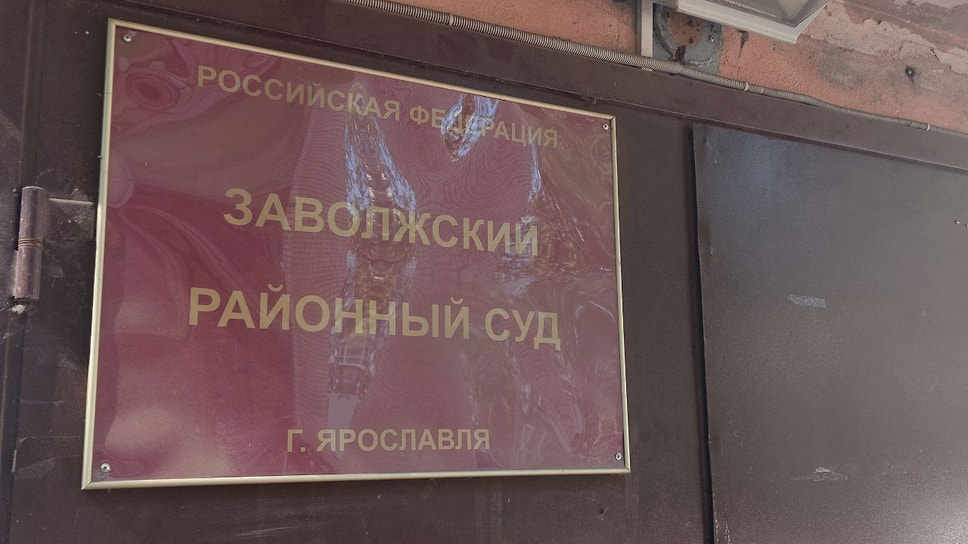 РОССИЙСКАЯ ФЕДЕРАЦИЯ
ЗАВОЛЖСКИЙ
РАЙОННЫЙ СУД
Г. ЯРОСЛАВЛЯ